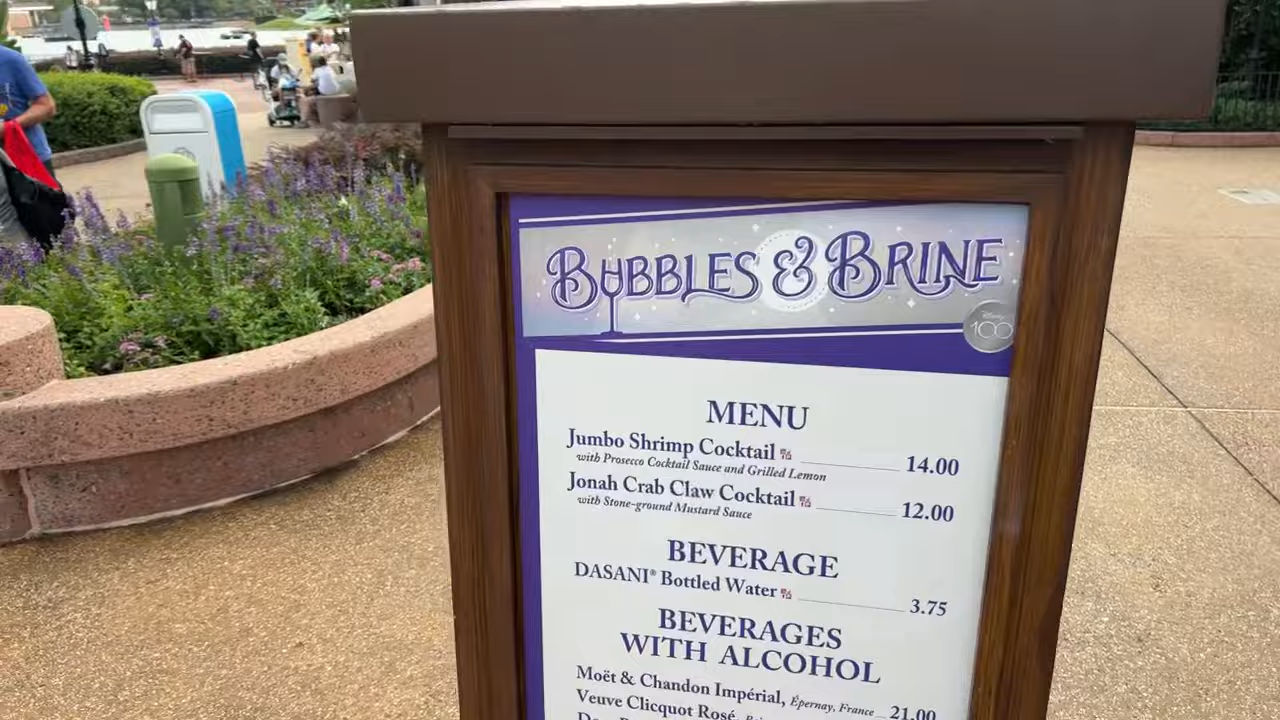 BUBBLES & BRINE
Disney
100
MENU
Jumbo Shrimp Cocktail 14.00
with Prosecco Cocktail Sauce and Grilled Lemon
Jonah Crab Claw Cocktail 12.00
with Stone-ground Mustard Sauce
BEVERAGE
DASANI® Bottled Water 3.75
BEVERAGES
WITH ALCOHOL
Moët & Chandon Impérial, Épernay, France 21.00
Veuve Clicquot Rosé,